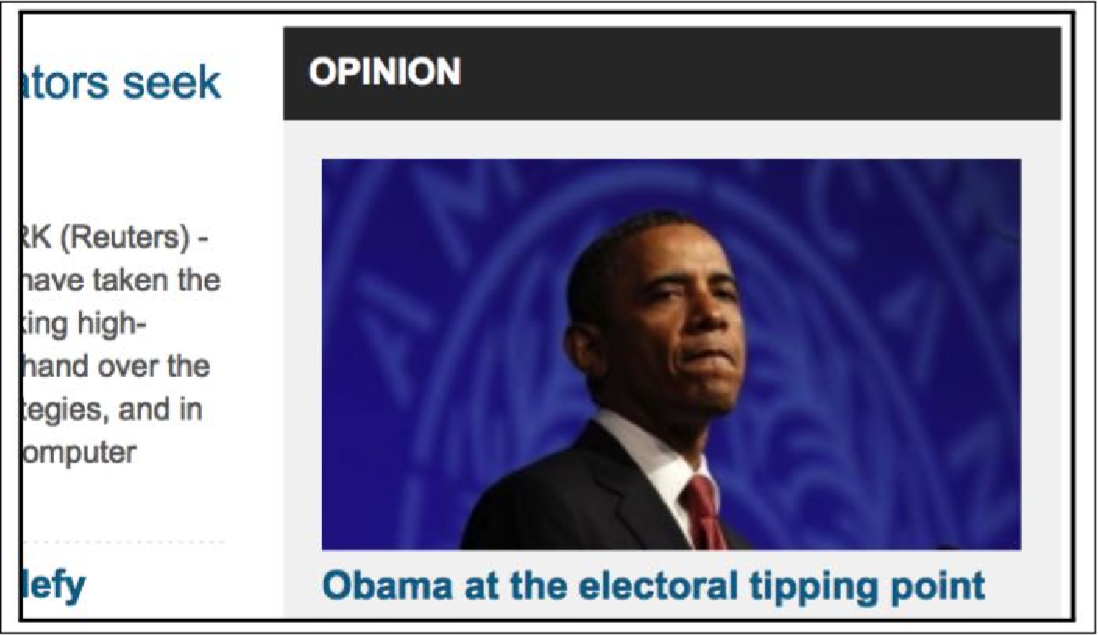 ators seek
RK (Reuters) -
have taken the
king high-
hand over the
tegies, and in
omputer
defy
OPINION
Obama at the electoral tipping point